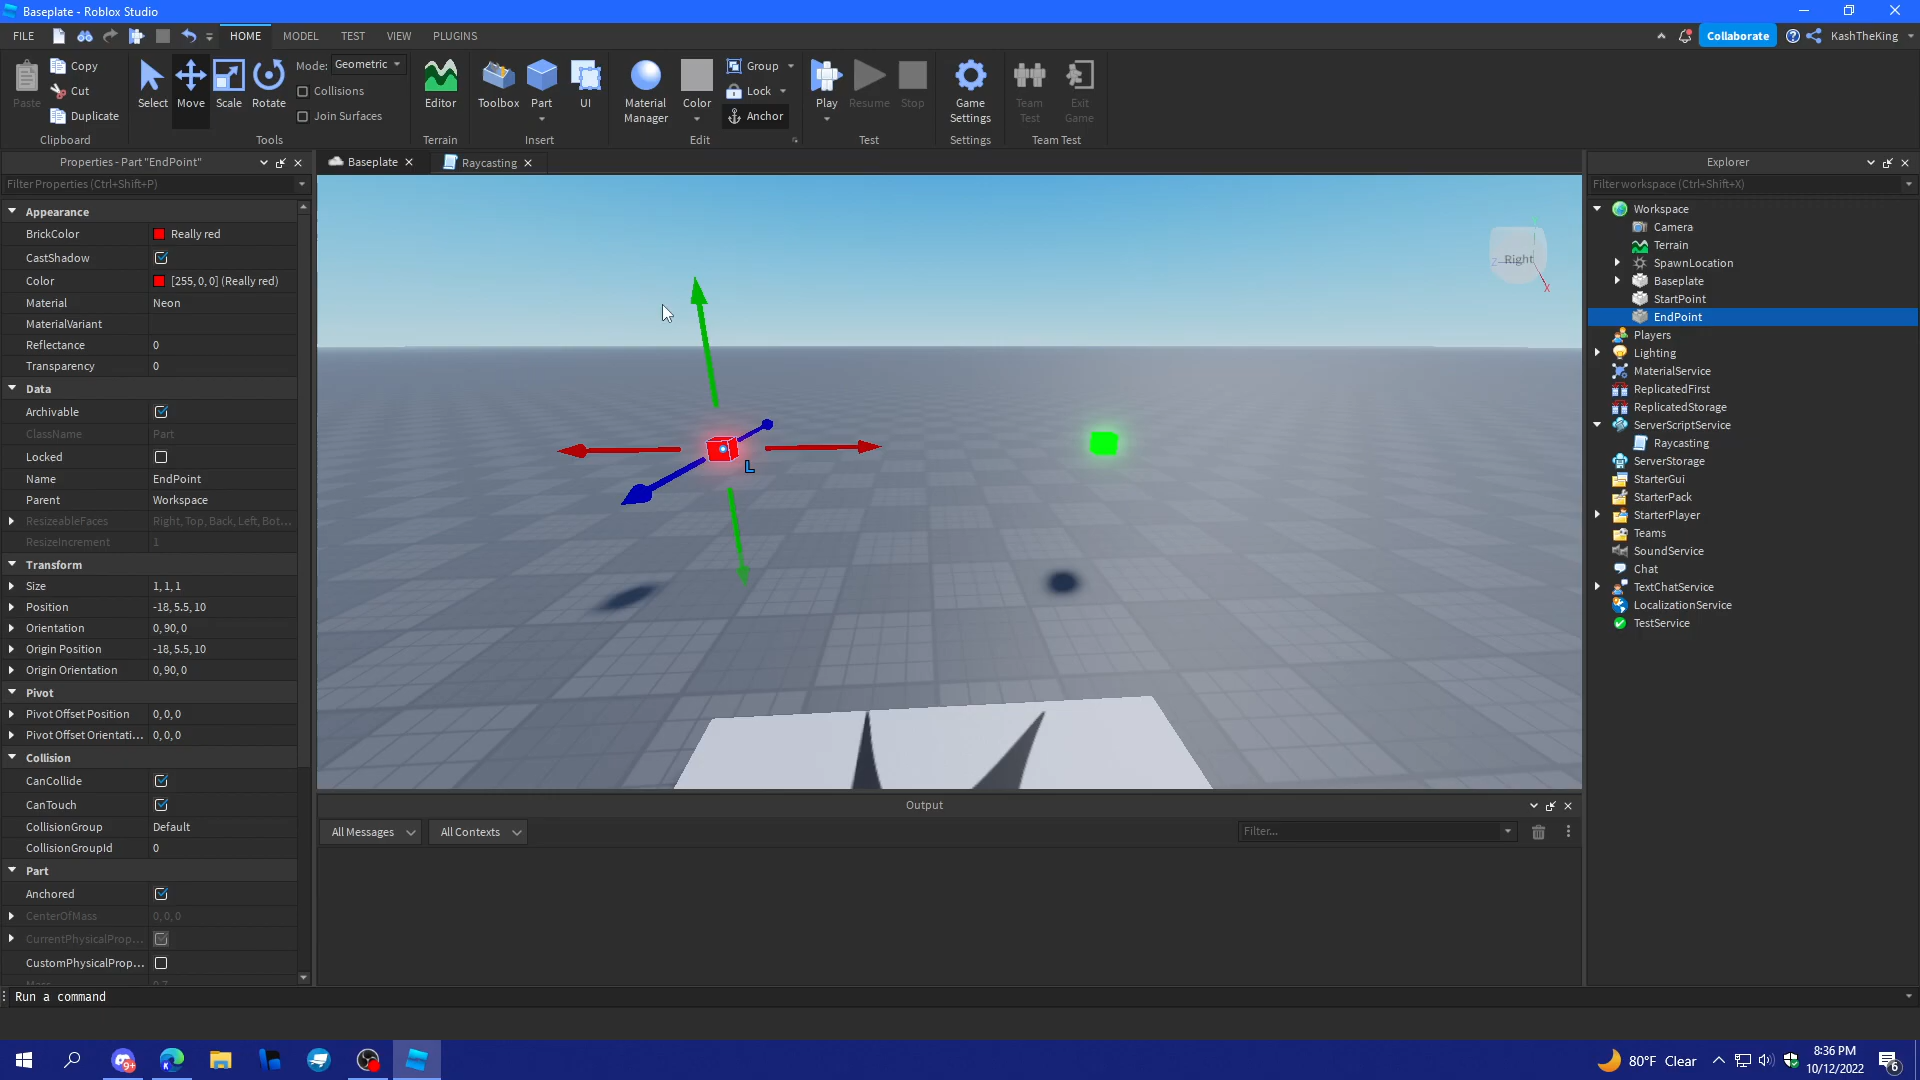 Baseplate - Roblox Studio
FILE HOME MODEL TEST VIEW PLUGINS Collaborate KashTheKing
Paste Copy Cut Duplicate Clipboard
Select Move Scale Rotate Mode: Geometric Collisions Join Surfaces Tools
Editor Terrain
Toolbox Part UI Insert
Material Manager Color Group Lock Anchor Edit
Play Resume Stop Test
Game Settings Settings
Team Test Exit Game Team Test
Properties - Part "EndPoint"
Filter Properties (Ctrl+Shift+P)
Appearance
BrickColor Really red
CastShadow
Color [255, 0, 0] (Really red)
Material Neon
MaterialVariant
Reflectance 0
Transparency 0
Data
Archivable
ClassName Part
Locked
Name EndPoint
Parent Workspace
ResizeableFaces Right, Top, Back, Left, Bot...
ResizeIncrement 1
Transform
Size 1, 1, 1
Position -18, 5.5, 10
Orientation 0, 90, 0
Origin Position -18, 5.5, 10
Origin Orientation 0, 90, 0
Pivot
Pivot Offset Position 0, 0, 0
Pivot Offset Orientati... 0, 0, 0
Collision
CanCollide
CanTouch
CollisionGroup Default
CollisionGroupId 0
Part
Anchored
CenterOfMass 0, 0, 0
CurrentPhysicalProp...
CustomPhysicalProp...
Baseplate Raycasting
Right
Z
X
L
Output
All Messages All Contexts Filter...
Explorer
Filter workspace (Ctrl+Shift+X)
Workspace
Camera
Terrain
SpawnLocation
Baseplate
StartPoint
EndPoint
Players
Lighting
MaterialService
ReplicatedFirst
ReplicatedStorage
ServerScriptService
Raycasting
ServerStorage
StarterGui
StarterPack
StarterPlayer
Teams
SoundService
Chat
TextChatService
LocalizationService
TestService
Run a command
9+ K 80°F Clear 8:36 PM
10/12/2022 6